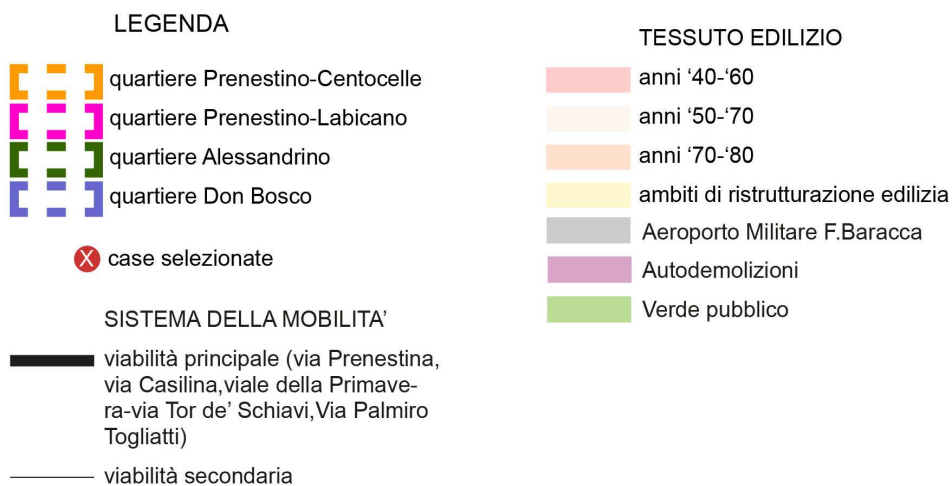 LEGENDA
quartiere Prenestino-Centocelle
quartiere Prenestino-Labicano
quartiere Alessandrino
quartiere Don Bosco
X case selezionate
SISTEMA DELLA MOBILITA’
viabilità principale (via Prenestina,
via Casilina,viale della Primave-
ra-via Tor de’ Schiavi,Via Palmiro
Togliatti)
viabilità secondaria
TESSUTO EDILIZIO
anni ‘40-‘60
anni ‘50-‘70
anni ‘70-‘80
ambiti di ristrutturazione edilizia
Aeroporto Militare F.Baracca
Autodemolizioni
Verde pubblico